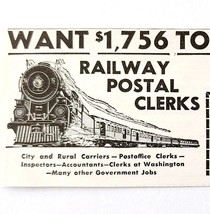 WANT $1,756 TO
RAILWAY
POSTAL
CLERKS
City and Rural Carriers—Postoffice Clerks—
Inspectors—Accountants—Clerks at Washington
—Many other Government Jobs